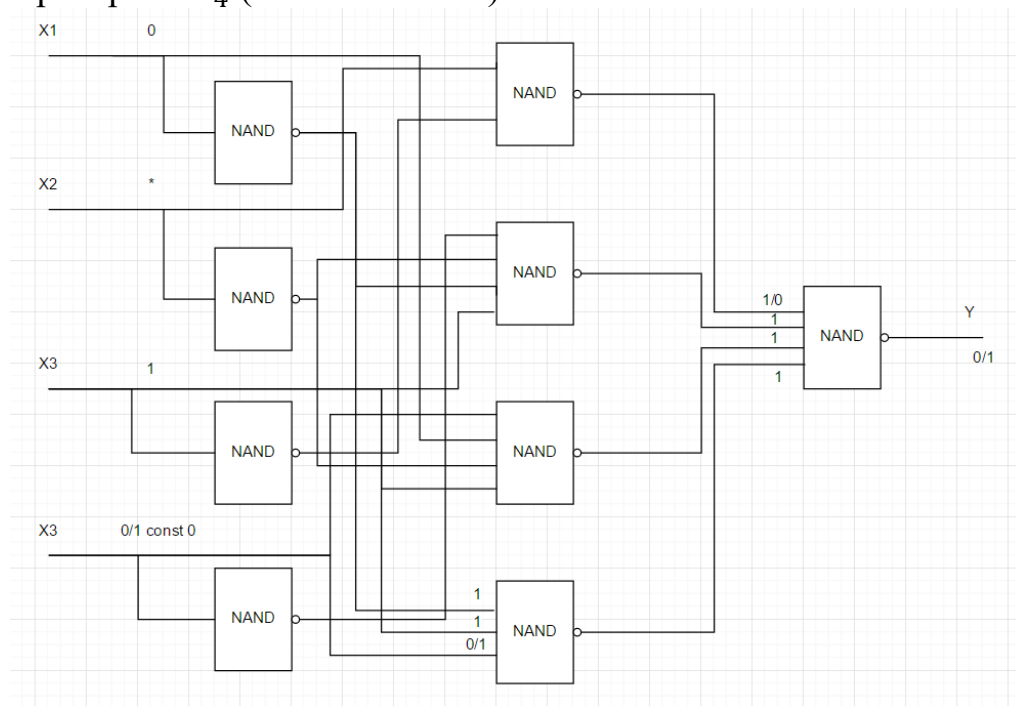 X1 0
NAND
NAND
X2 *
NAND
NAND
1/0
1
NAND
Y
1
0/1
X3 1
1
NAND
NAND
X3 0/1 const 0
1
NAND
1
NAND
0/1